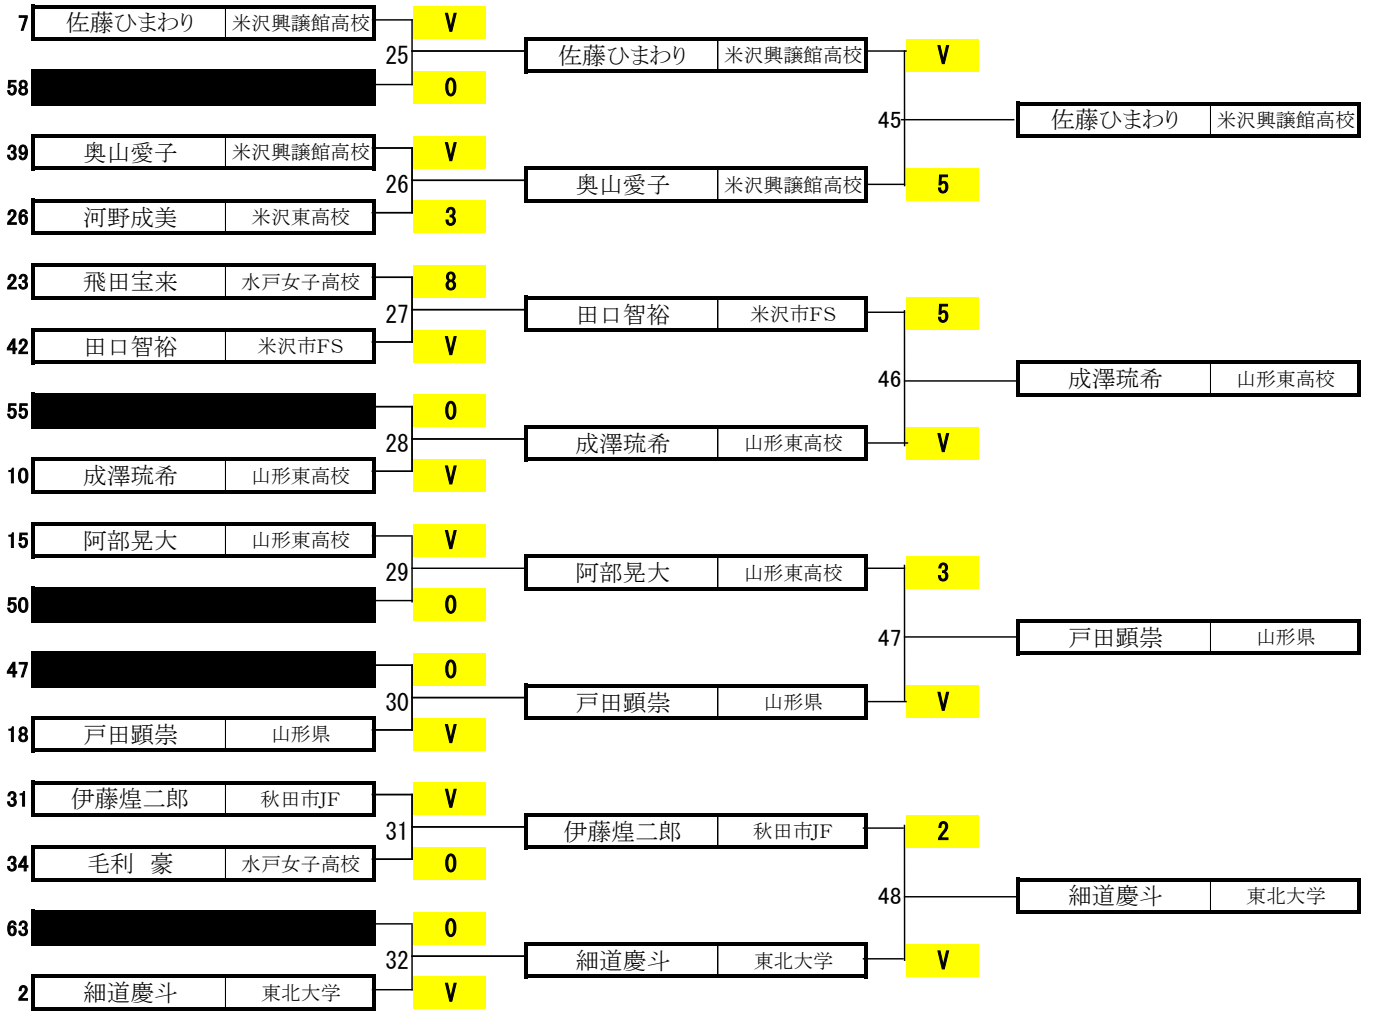 7 佐藤ひまわり 米沢興譲館高校 V
25 佐藤ひまわり 米沢興譲館高校 V
58 0
45 佐藤ひまわり 米沢興譲館高校
39 奥山愛子 米沢興譲館高校 V
26 奥山愛子 米沢興譲館高校 5
26 河野成美 米沢東高校 3
23 飛田宝来 水戸女子高校 8
27 田口智裕 米沢市FS 5
42 田口智裕 米沢市FS V
46 成澤琉希 山形東高校
55 0
28 成澤琉希 山形東高校 V
10 成澤琉希 山形東高校 V
15 阿部晃大 山形東高校 V
29 阿部晃大 山形東高校 3
50 0
47 戸田顕崇 山形県
47 0
30 戸田顕崇 山形県 V
18 戸田顕崇 山形県 V
31 伊藤煌二郎 秋田市JF V
31 伊藤煌二郎 秋田市JF 2
34 毛利　豪 水戸女子高校 0
48 細道慶斗 東北大学
63 0
32 細道慶斗 東北大学 V
2 細道慶斗 東北大学 V